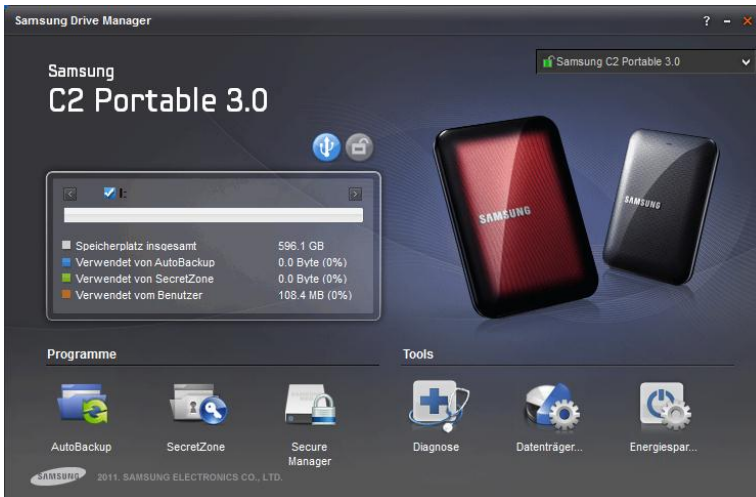 Samsung Drive Manager
? - ×
Samsung C2 Portable 3.0
Samsung
C2 Portable 3.0
I:
Speicherplatz insgesamt 596.1 GB
Verwendet von AutoBackup 0.0 Byte (0%)
Verwendet von SecretZone 0.0 Byte (0%)
Verwendet vom Benutzer 108.4 MB (0%)
SAMSUNG
SAMSUNG
Programme
Tools
AutoBackup
SecretZone
Secure
Manager
Diagnose
Datenträger...
Energiespar...
SAMSUNG 2011. SAMSUNG ELECTRONICS CO., LTD.